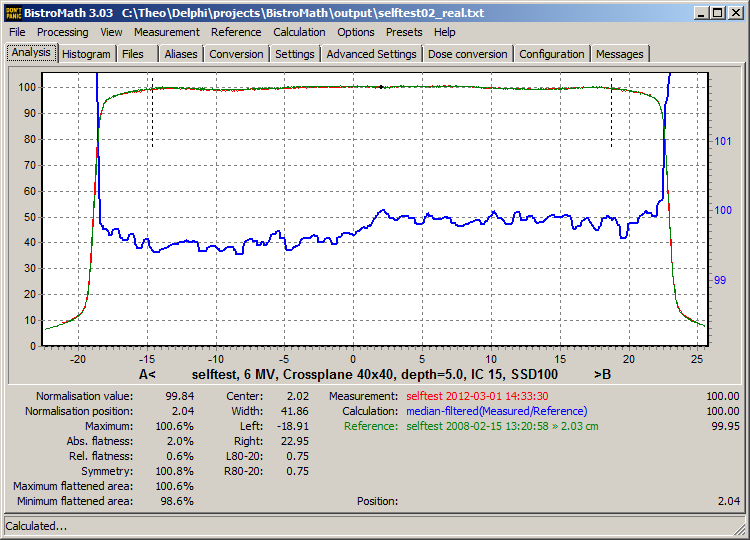 DON'T PANIC BistroMath 3.03 C:\Theo\Delphi\projects\BistroMath\output\selftest02_real.txt
File Processing View Measurement Reference Calculation Options Presets Help
Analysis Histogram Files Aliases Conversion Settings Advanced Settings Dose conversion Configuration Messages
100
90
80
70
60
50
40
30
20
10
0
101
100
99
-20 -15 -10 -5 0 5 10 15 20 25
A< selftest, 6 MV, Crossplane 40x40, depth=5.0, IC 15, SSD100 >B
Normalisation value: 99.84 Center: 2.02 Measurement: selftest 2012-03-01 14:33:30 100.00
Normalisation position: 2.04 Width: 41.86 Calculation: median-filtered(Measured/Reference) 100.00
Maximum: 100.6% Left: -18.91 Reference: selftest 2008-02-15 13:20:58 » 2.03 cm 99.95
Abs. flatness: 2.0% Right: 22.95
Rel. flatness: 0.6% L80-20: 0.75
Symmetry: 100.8% R80-20: 0.75
Maximum flattened area: 100.6%
Minimum flattened area: 98.6% Position: 2.04
Calculated...